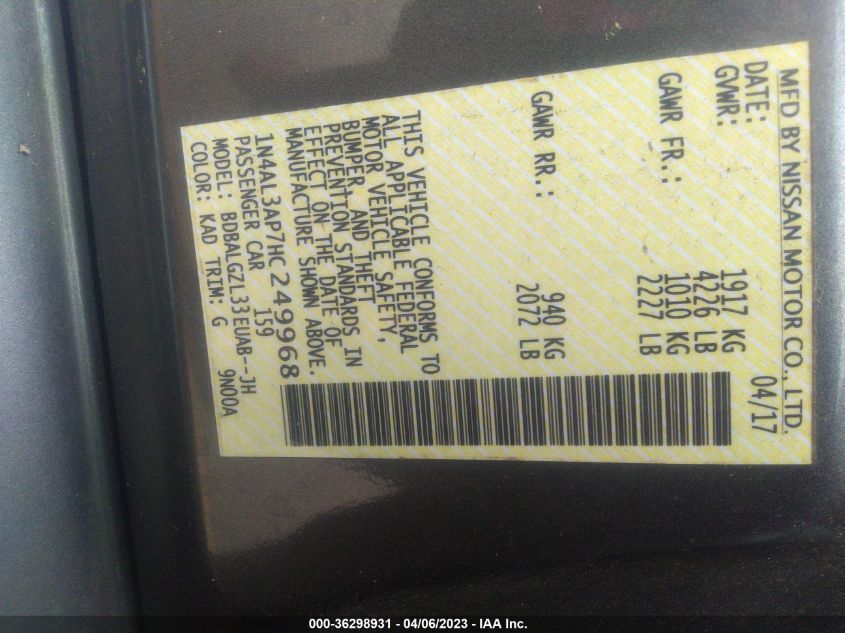 MFD BY NISSAN MOTOR CO., LTD.
DATE: 04/17
GVWR: 1917 KG
4226 LB
GAWR FR.: 1010 KG
2227 LB
GAWR RR.: 940 KG
2072 LB
THIS VEHICLE CONFORMS TO
ALL APPLICABLE FEDERAL
MOTOR VEHICLE SAFETY,
BUMPER, AND THEFT
PREVENTION STANDARDS IN
EFFECT ON THE DATE OF
MANUFACTURE SHOWN ABOVE.
1N4AL3AP7HC249968
PASSENGER CAR 159
MODEL: BDBALGZL33EUAB--JH
COLOR: KAD TRIM: G 9N00A
000-36298931 - 04/06/2023 - IAA Inc.